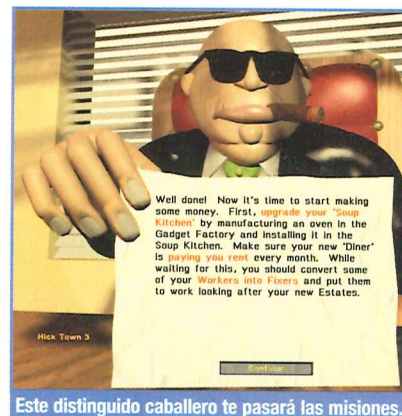 Well done! Now it's time to start making
some money. First, upgrade your 'Soup
Kitchen' by manufacturing an oven in the
Gadget Factory and installing it in the
Soup Kitchen. Make sure your new 'Diner'
is paying you rent every month. While
waiting for this, you should convert some
of your Workers into Fixers and put them
to work looking after your new Estates.
Hick Town 3
Continue
Este distinguido caballero te pasará las misiones.